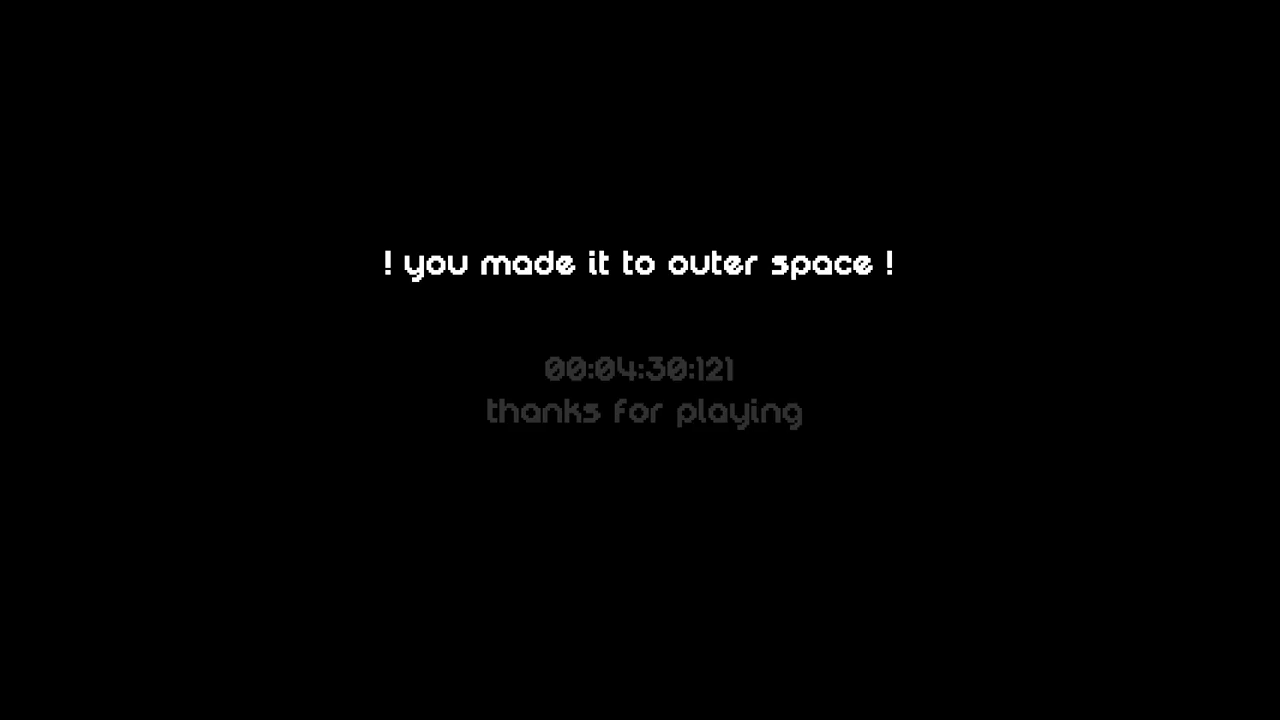 ! you made it to outer space !
00:04:30:121
thanks for playing